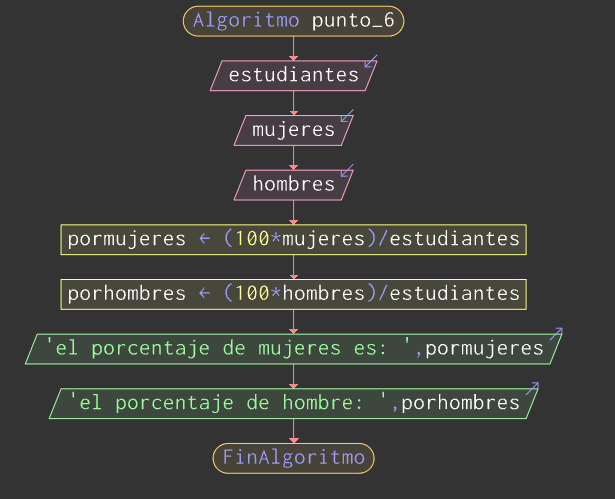 Algoritmo punto_6
estudiantes
mujeres
hombres
pormujeres ← (100*mujeres)/estudiantes
porhombres ← (100*hombres)/estudiantes
'el porcentaje de mujeres es: ',pormujeres
'el porcentaje de hombre: ',porhombres
FinAlgoritmo